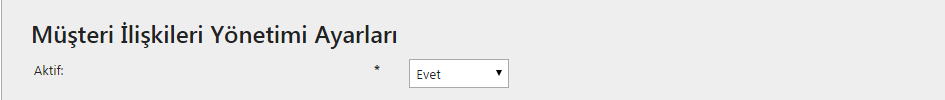 Müşteri İlişkileri Yönetimi Ayarları
Aktif: * Evet